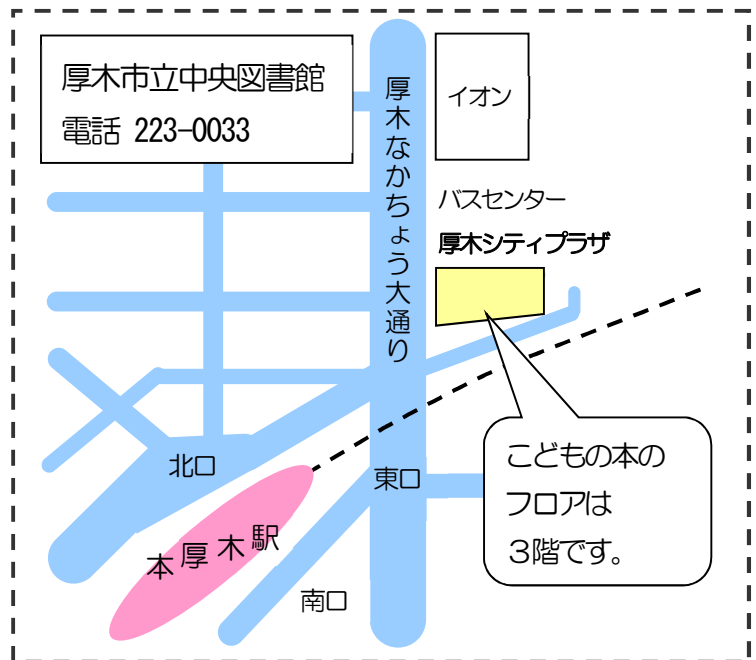 厚木市立中央図書館
電話 223-0033
厚木なかちょう大通り
イオン
バスセンター
厚木シティプラザ
こどもの本の
フロアは
３階です。
北口
東口
本厚木駅
南口